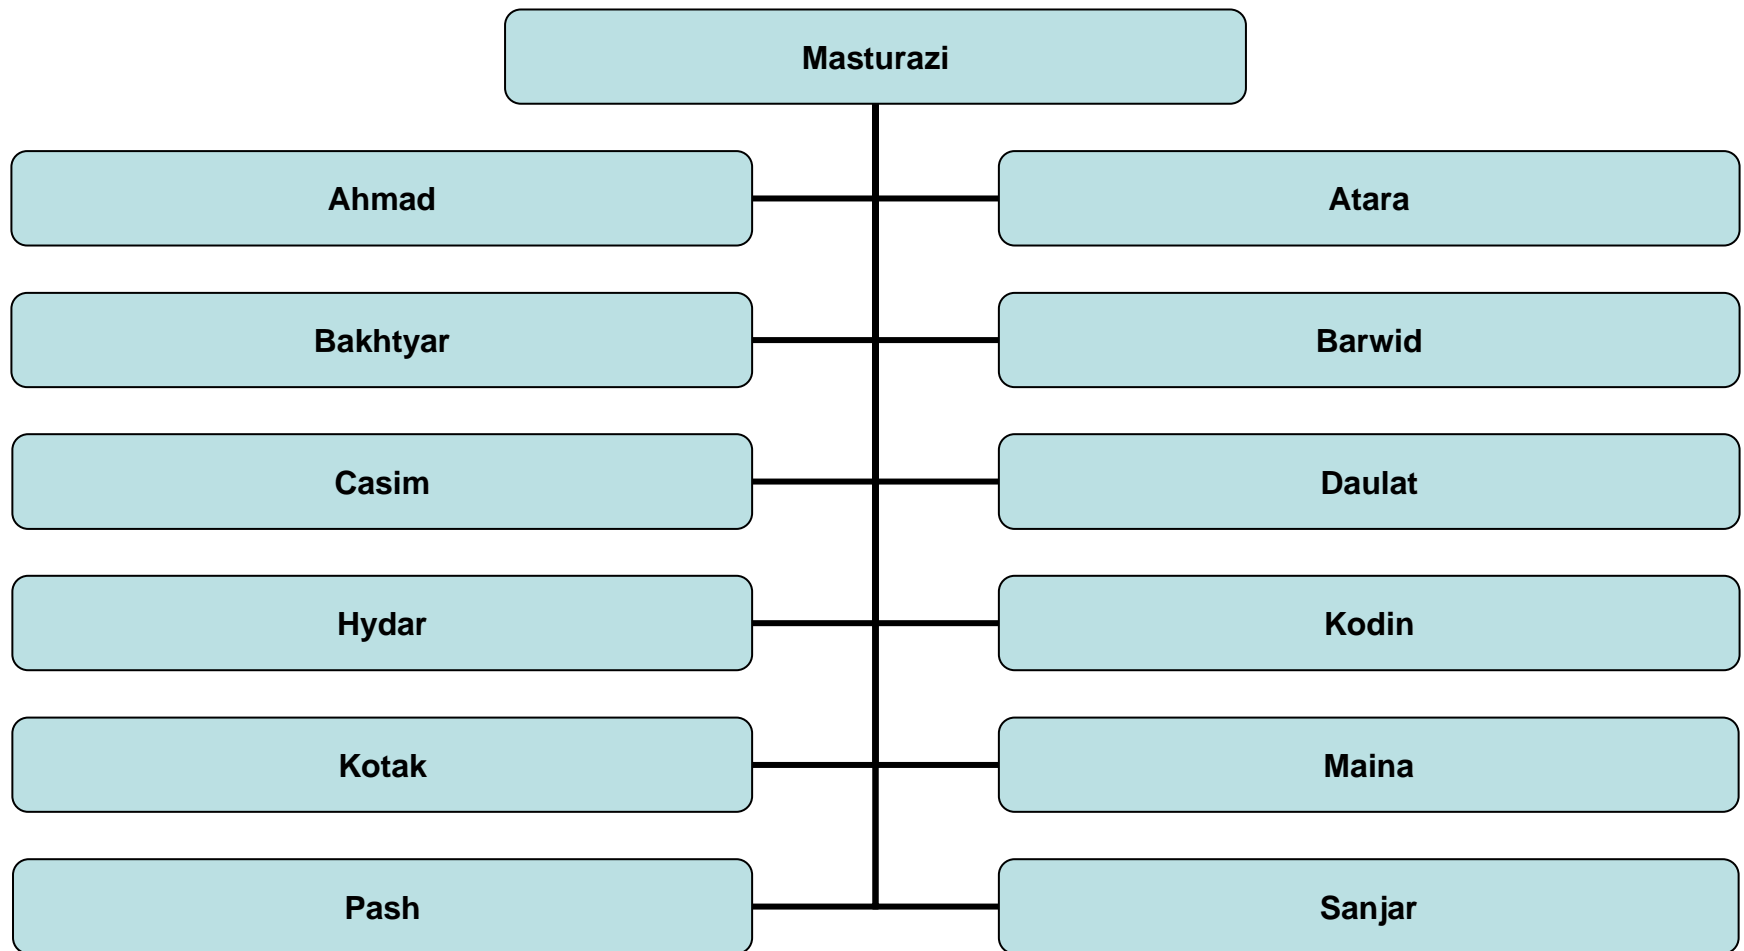 Masturazi
Ahmad
Atara
Bakhtyar
Barwid
Casim
Daulat
Hydar
Kodin
Kotak
Maina
Pash
Sanjar